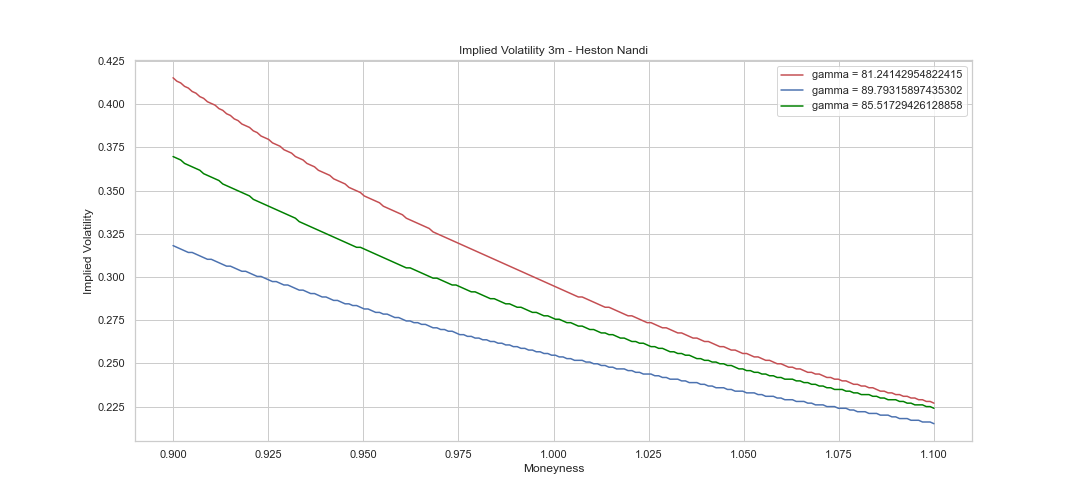 Implied Volatility 3m - Heston Nandi
gamma = 81.24142954822415
gamma = 89.79315897435302
gamma = 85.51729426128858
0.425
0.400
0.375
0.350
0.325
0.300
0.275
0.250
0.225
Implied Volatility
0.900 0.925 0.950 0.975 1.000 1.025 1.050 1.075 1.100
Moneyness